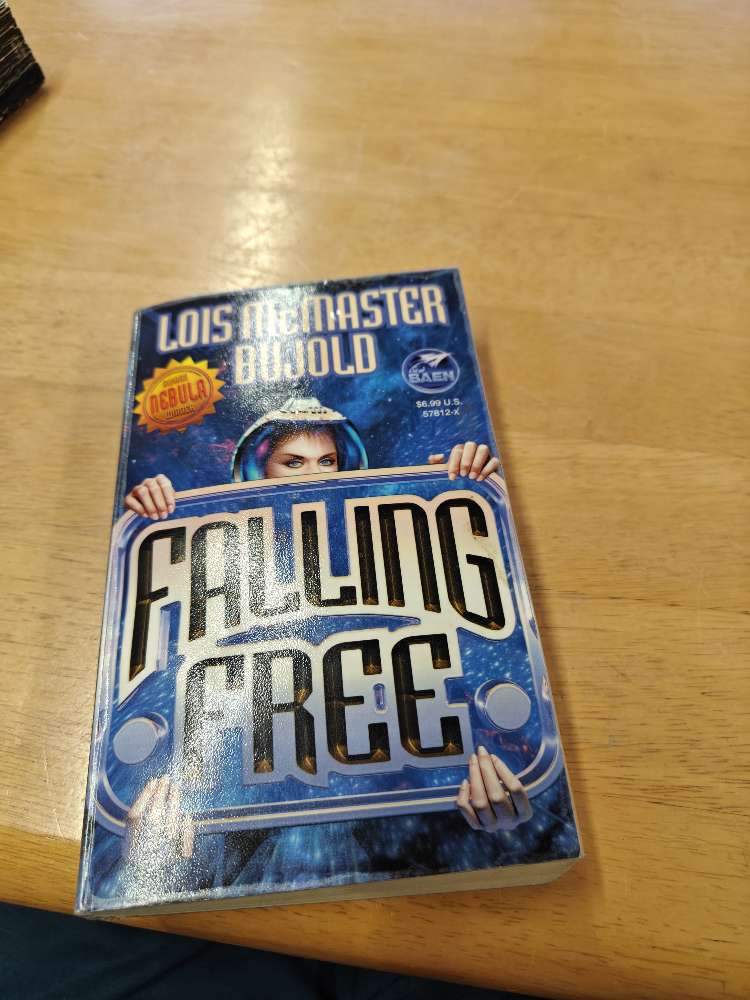 LOIS McMASTER
BUJOLD
NEBULA
BAEN
$6.99 U.S.
57812-X
FALLING
FREE